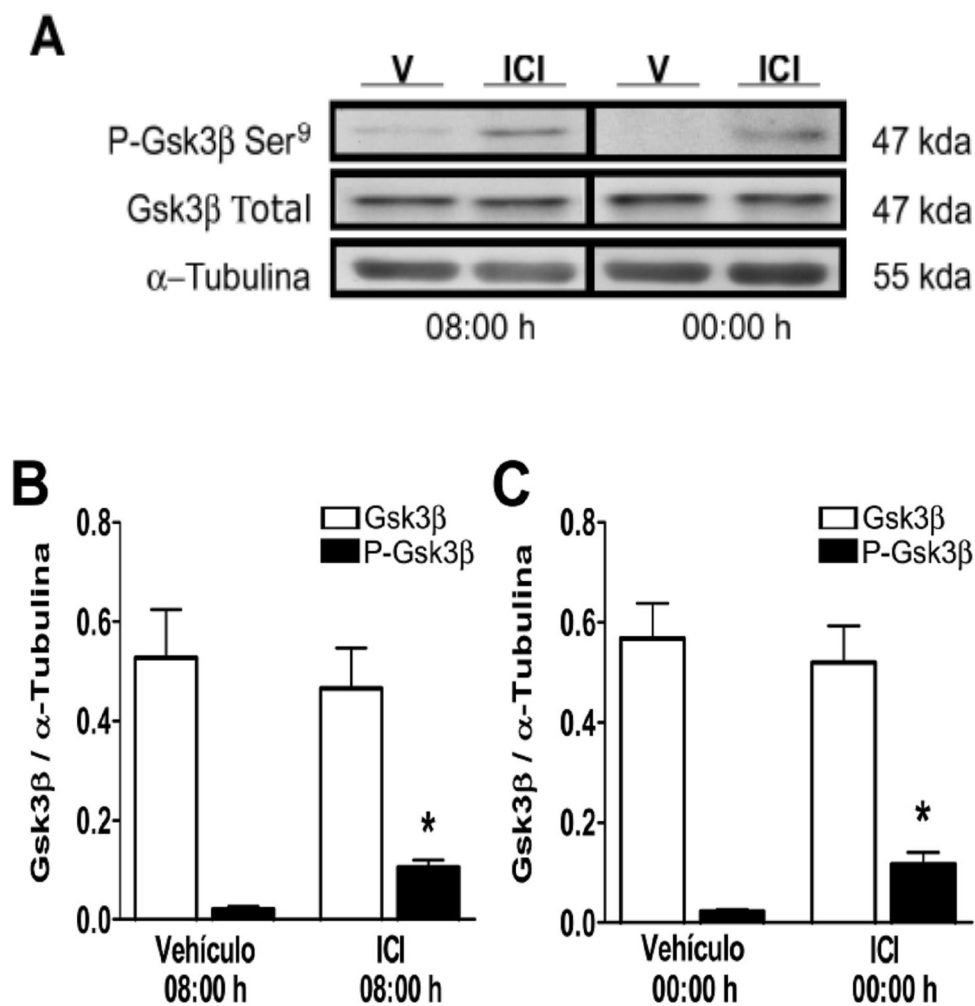 A
V ICI V ICI
P-Gsk3β Ser⁹ 47 kda
Gsk3β Total 47 kda
α–Tubulina 55 kda
08:00 h 00:00 h
B
Gsk3β / α-Tubulina
0.8
0.6
0.4
0.2
0.0
Gsk3β
P-Gsk3β
*
Vehículo ICI
08:00 h 08:00 h
C
Gsk3β / α-Tubulina
0.8
0.6
0.4
0.2
0.0
Gsk3β
P-Gsk3β
*
Vehículo ICI
00:00 h 00:00 h